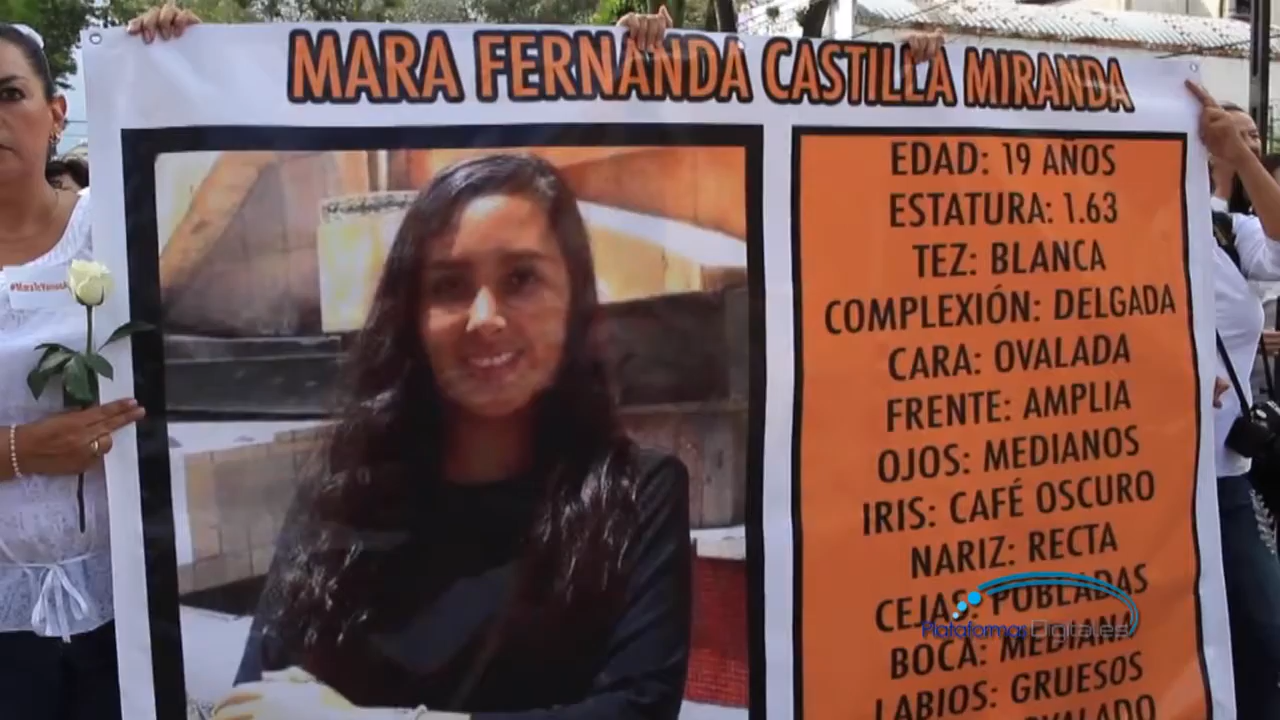 MARA FERNANDA CASTILLA MIRANDA
EDAD: 19 AÑOS
ESTATURA: 1.63
TEZ: BLANCA
COMPLEXIÓN: DELGADA
CARA: OVALADA
FRENTE: AMPLIA
OJOS: MEDIANOS
IRIS: CAFÉ OSCURO
NARIZ: RECTA
CEJAS: POBLADAS
BOCA: MEDIANA
LABIOS: GRUESOS
Plataformas Digitales